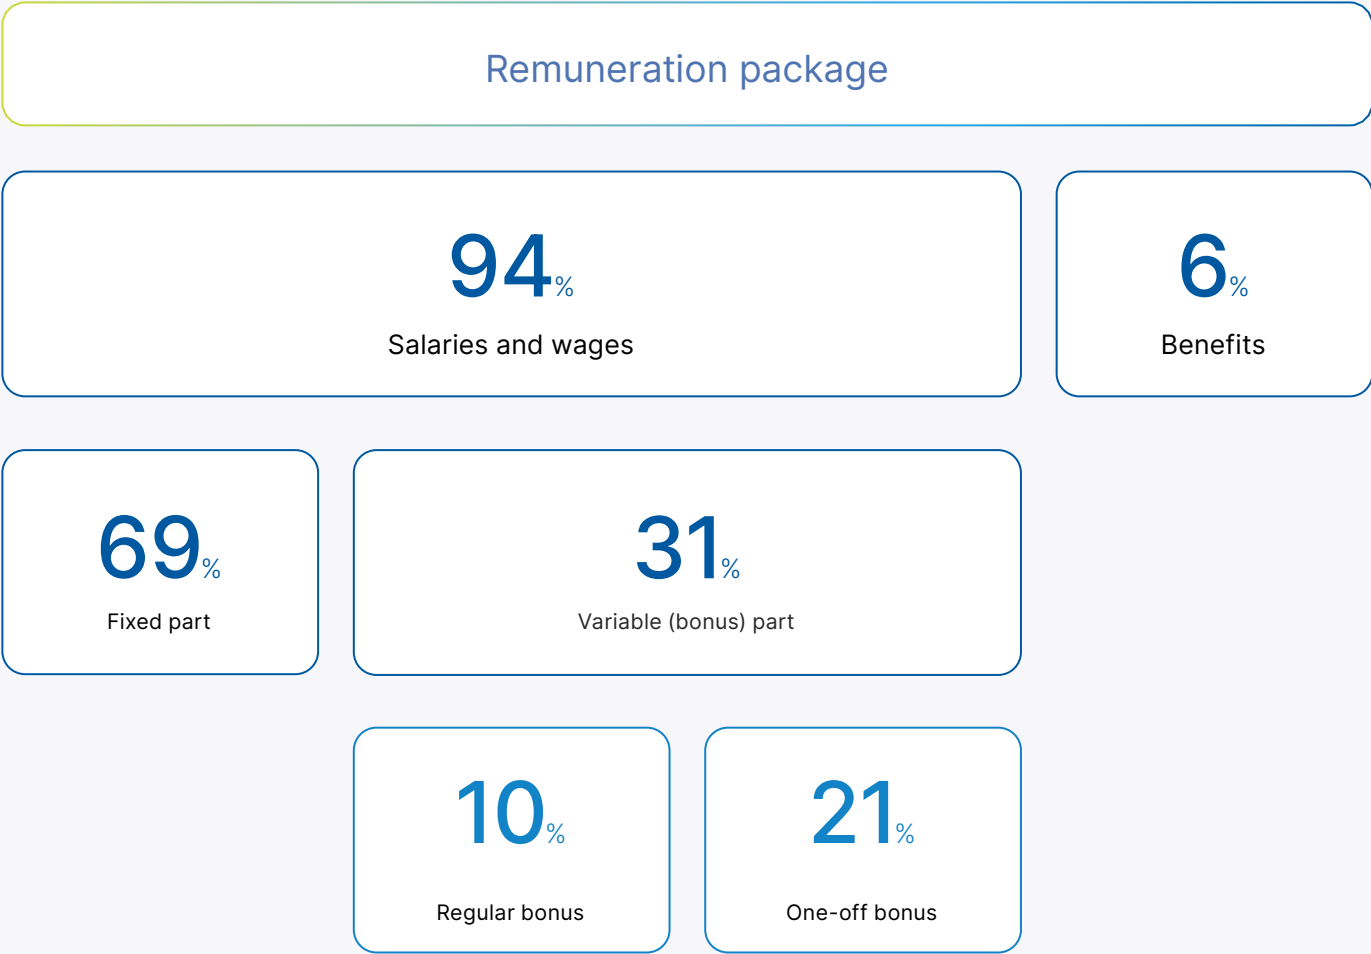 Remuneration package
94%
Salaries and wages
6%
Benefits
69%
Fixed part
31%
Variable (bonus) part
10%
Regular bonus
21%
One-off bonus